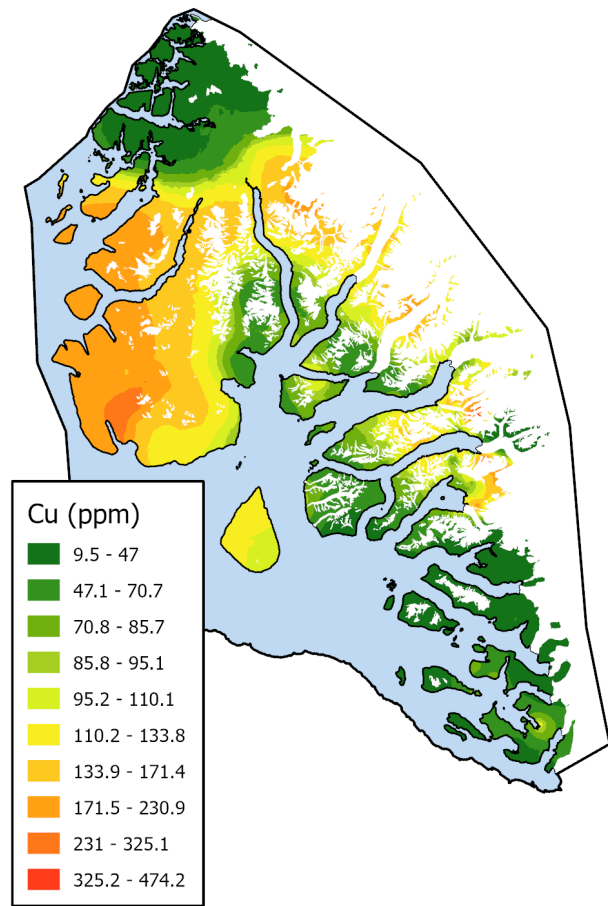 Cu (ppm)
9.5 - 47
47.1 - 70.7
70.8 - 85.7
85.8 - 95.1
95.2 - 110.1
110.2 - 133.8
133.9 - 171.4
171.5 - 230.9
231 - 325.1
325.2 - 474.2